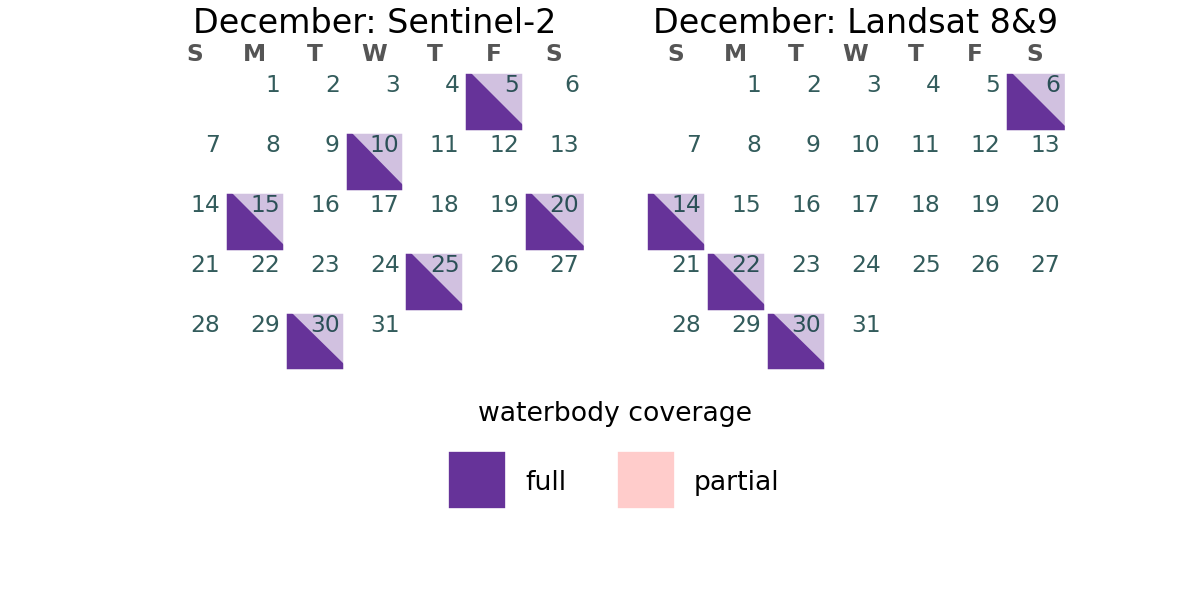 December: Sentinel-2
S M T W T F S
1 2 3 4 5 6
7 8 9 10 11 12 13
14 15 16 17 18 19 20
21 22 23 24 25 26 27
28 29 30 31
December: Landsat 8&9
S M T W T F S
1 2 3 4 5 6
7 8 9 10 11 12 13
14 15 16 17 18 19 20
21 22 23 24 25 26 27
28 29 30 31
waterbody coverage
full partial